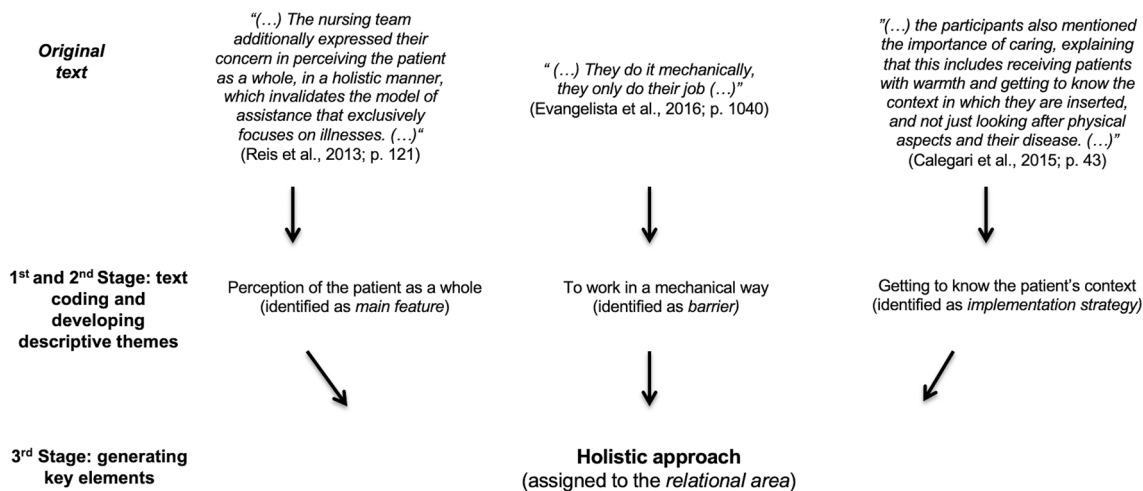 Original
text
“(…) The nursing team
additionally expressed their
concern in perceiving the patient
as a whole, in a holistic manner,
which invalidates the model of
assistance that exclusively
focuses on illnesses. (…)“
(Reis et al., 2013; p. 121)
“ (…) They do it mechanically,
they only do their job (…)”
(Evangelista et al., 2016; p. 1040)
”(…) the participants also mentioned
the importance of caring, explaining
that this includes receiving patients
with warmth and getting to know the
context in which they are inserted,
and not just looking after physical
aspects and their disease. (…)”
(Calegari et al., 2015; p. 43)
1st and 2nd Stage: text
coding and
developing
descriptive themes
Perception of the patient as a whole
(identified as main feature)
To work in a mechanical way
(identified as barrier)
Getting to know the patient’s context
(identified as implementation strategy)
3rd Stage: generating
key elements
Holistic approach
(assigned to the relational area)